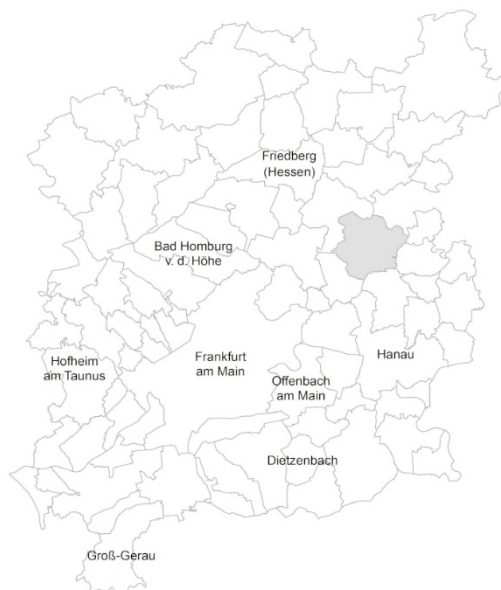 Friedberg
(Hessen)
Bad Homburg
v. d. Höhe
Hofheim
am Taunus
Frankfurt
am Main
Hanau
Offenbach
am Main
Dietzenbach
Groß-Gerau